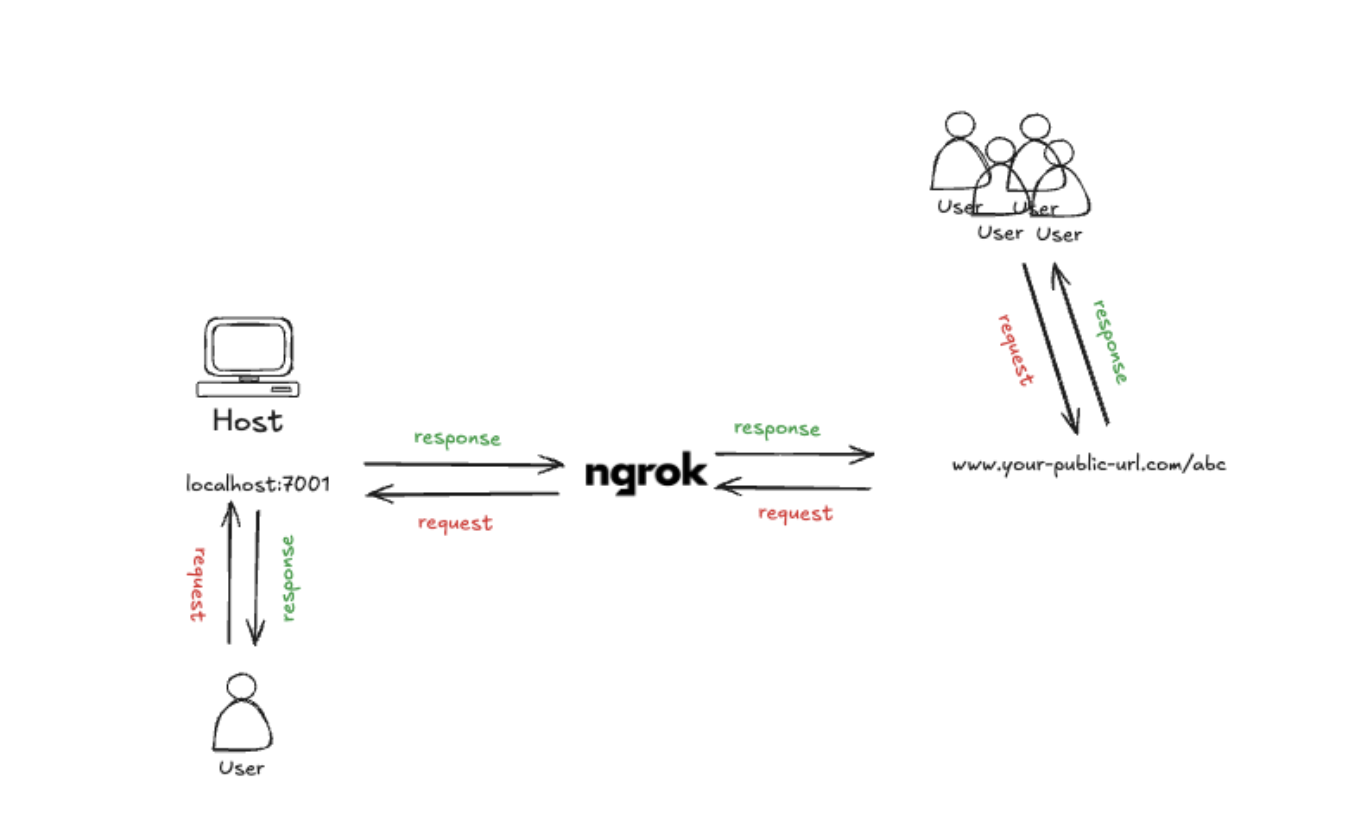 User
User
User
User
request
response
Host
localhost:7001
response
request
ngrok
response
request
www.your-public-url.com/abc
request
response
User